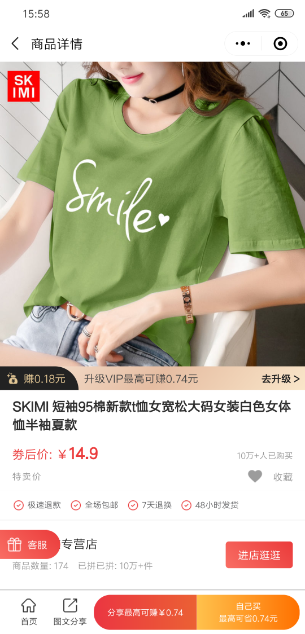 15:58
65
商品详情
SK
IMI
Smile
赚0.18元
升级VIP最高可赚0.74元
去升级 >
SKIMI 短袖95棉新款t恤女宽松大码女装白色女体
恤半袖夏款
券后价: ¥14.9
10万+人已购买
特卖价
收藏
极速退款
全场包邮
7天退换
48小时发货
客服
专营店
进店逛逛
商品数量: 174
已拼已拼: 10万+件
首页
图文分享
分享最高可赚¥0.74
自己买
最高可省0.74元